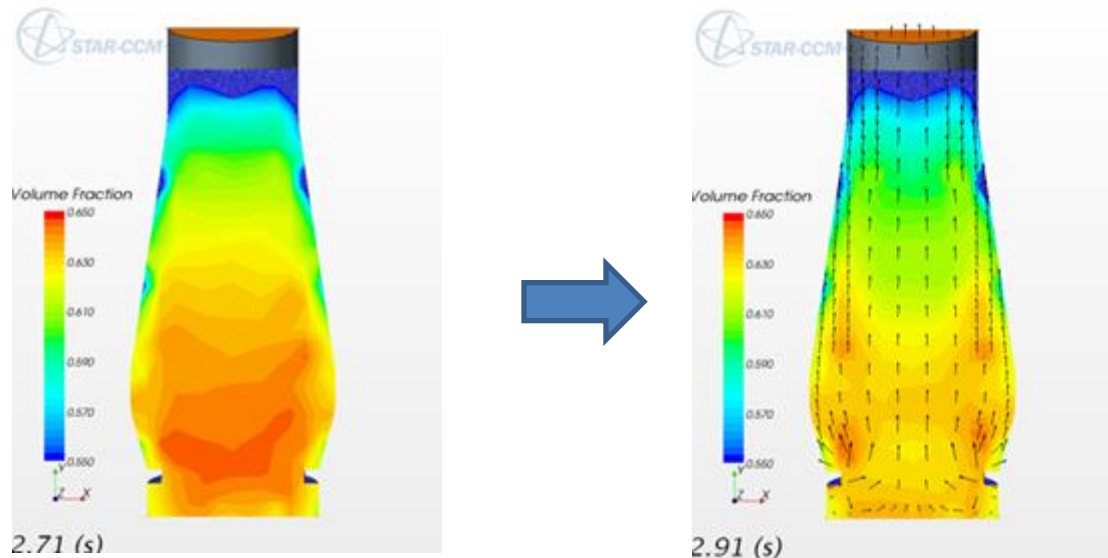 STAR-CCM
Volume Fraction
0.650
0.630
0.610
0.590
0.570
0.550
Y
Z X
2.71 (s)
STAR-CCM
Volume Fraction
0.650
0.630
0.610
0.590
0.570
0.550
Y
Z X
2.91 (s)